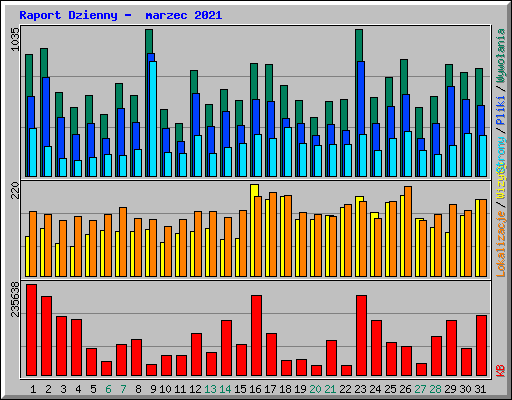 Raport Dzienny -  marzec 2021
1035
220
235638
Wywolania / Pliki / Strony
Lokalizacje / Wizyt
KB
1 2 3 4 5 6 7 8 9 10 11 12 13 14 15 16 17 18 19 20 21 22 23 24 25 26 27 28 29 30 31